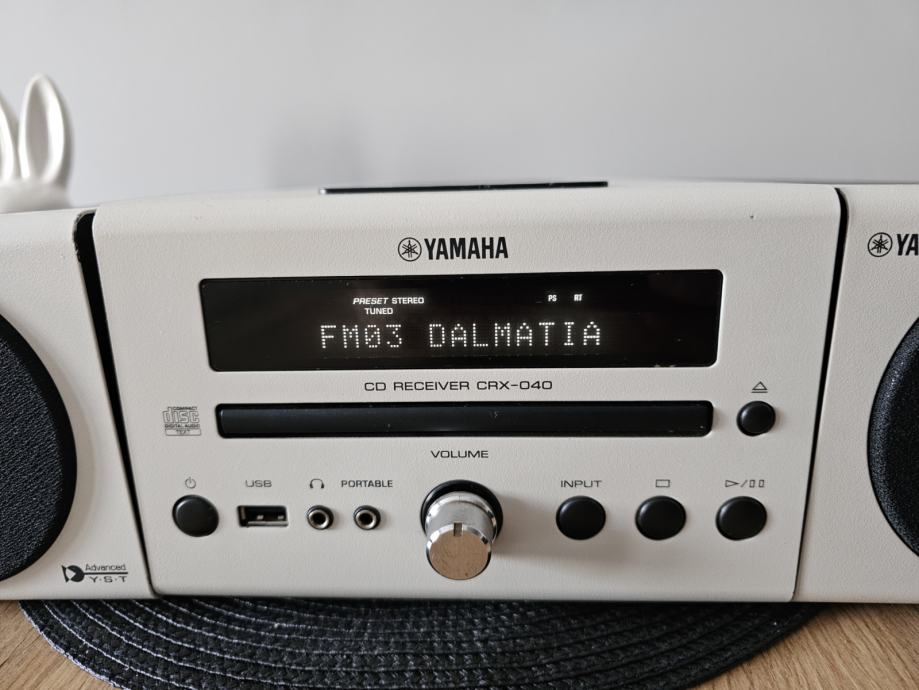 YAMAHA
YA
PRESET STEREO
PS RT
TUNED
FM03 DALMATIA
CD RECEIVER CRX-040
COMPACT
disc
DIGITAL AUDIO
TEXT
VOLUME
USB
PORTABLE
INPUT
Advanced
Y·S·T